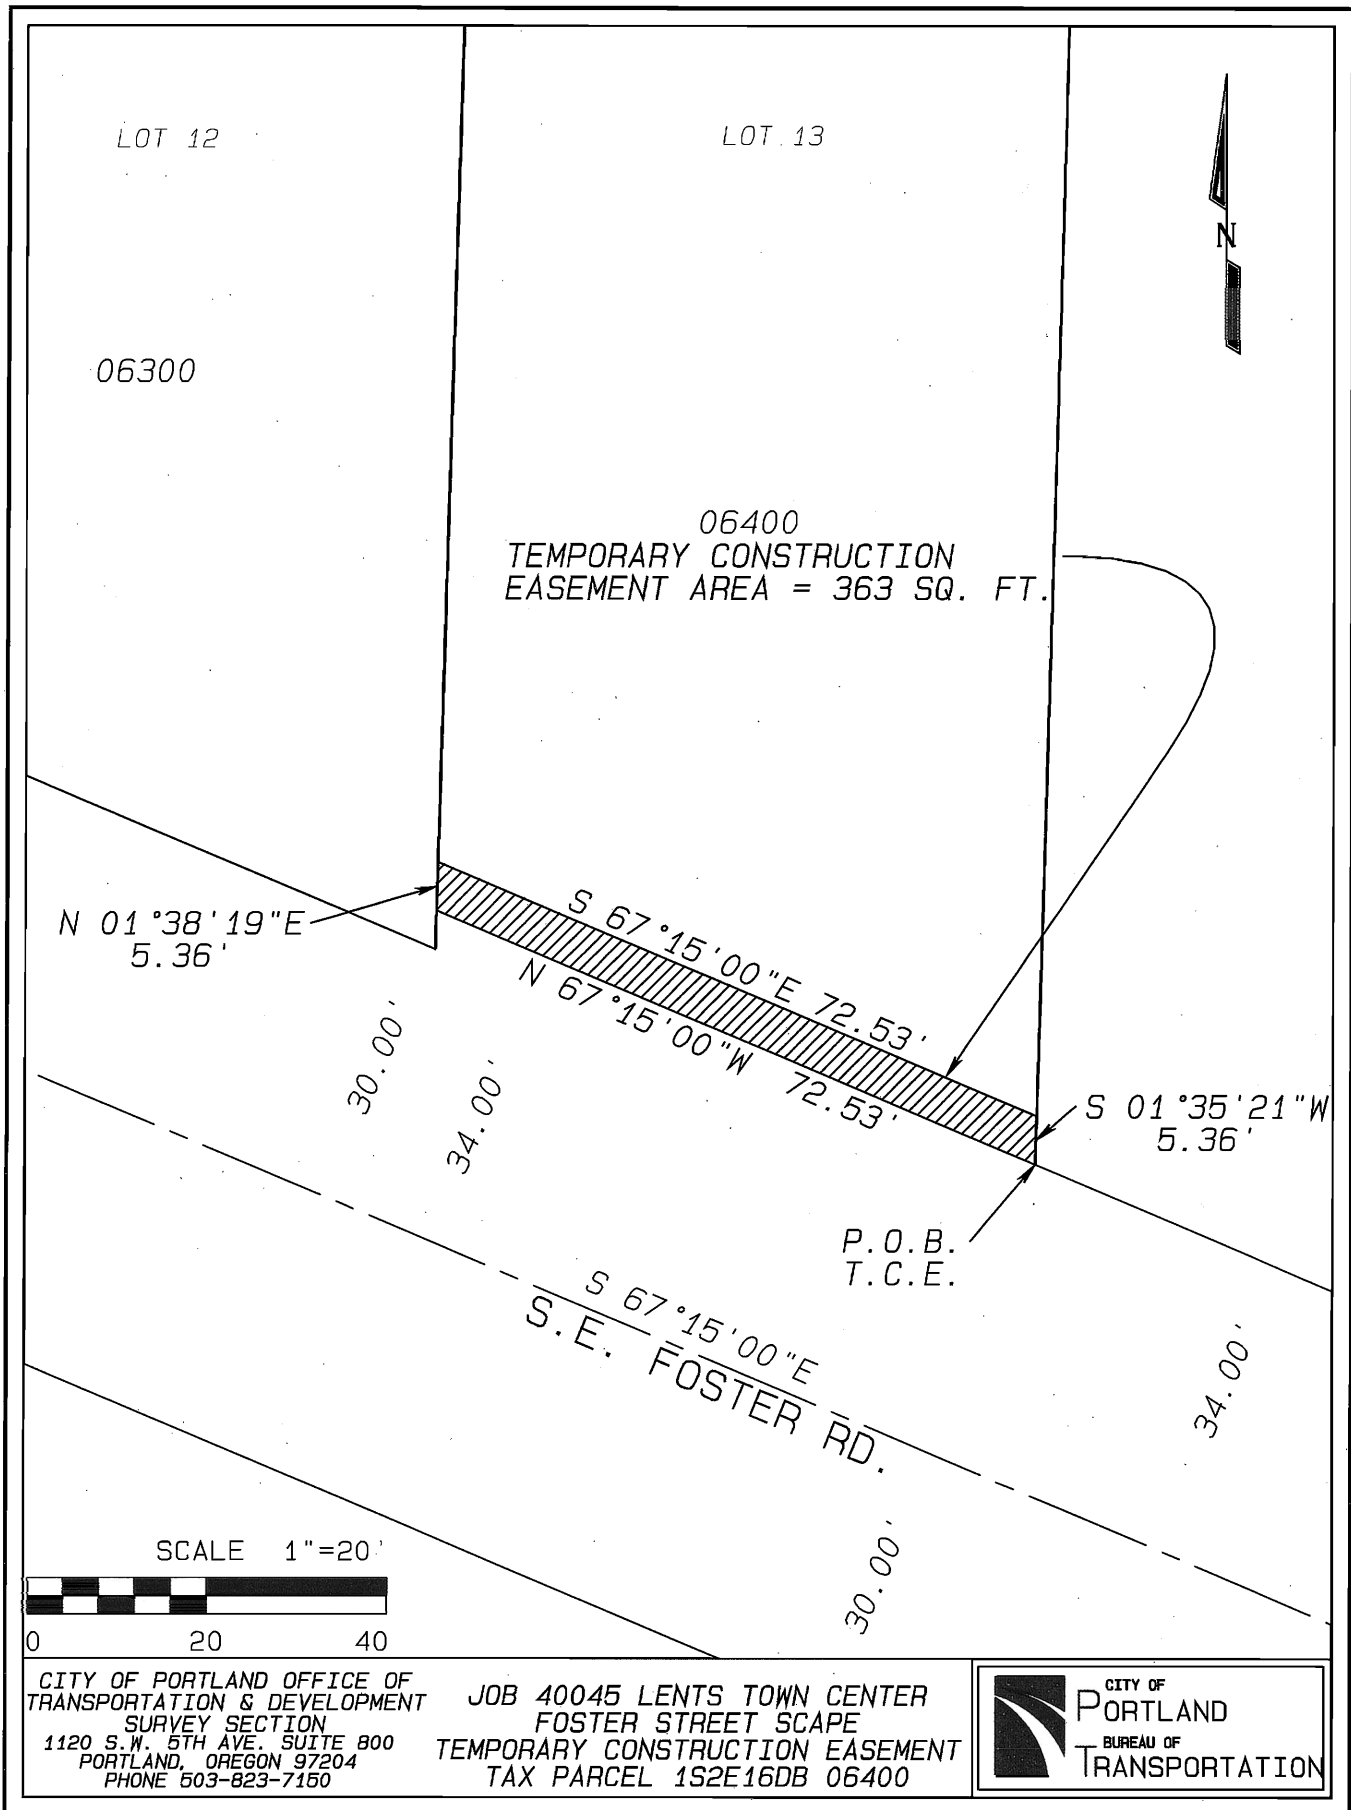 LOT 12
LOT 13
N
06300
06400
TEMPORARY CONSTRUCTION
EASEMENT AREA = 363 SQ. FT.
N 01°38'19"E
5.36'
S 67°15'00"E 72.53'
N 67°15'00"W 72.53'
30.00'
34.00'
S 01°35'21"W
5.36'
P.O.B.
T.C.E.
S 67°15'00"E
S.E. FOSTER RD.
34.00'
30.00'
SCALE 1"=20'
0 20 40
CITY OF PORTLAND OFFICE OF
TRANSPORTATION & DEVELOPMENT
SURVEY SECTION
1120 S.W. 5TH AVE. SUITE 800
PORTLAND, OREGON 97204
PHONE 503-823-7150
JOB 40045 LENTS TOWN CENTER
FOSTER STREET SCAPE
TEMPORARY CONSTRUCTION EASEMENT
TAX PARCEL 1S2E16DB 06400
CITY OF
PORTLAND
BUREAU OF
TRANSPORTATION